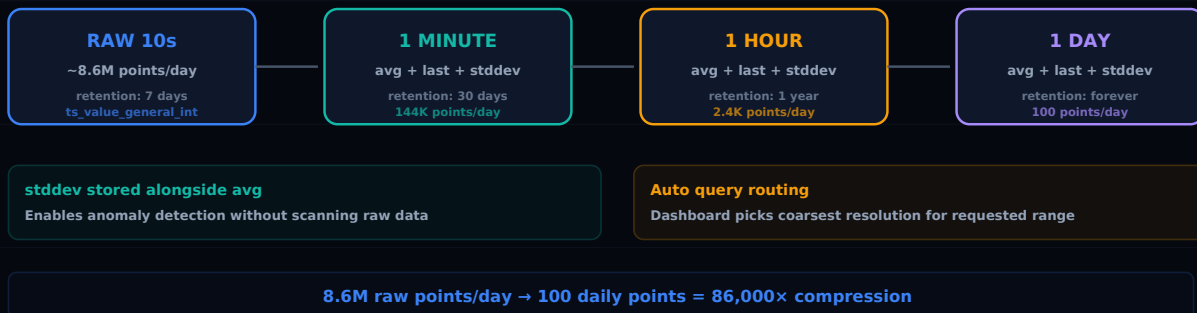 RAW 10s
~8.6M points/day
retention: 7 days
ts_value_general_int
1 MINUTE
avg + last + stddev
retention: 30 days
144K points/day
1 HOUR
avg + last + stddev
retention: 1 year
2.4K points/day
1 DAY
avg + last + stddev
retention: forever
100 points/day
stddev stored alongside avg
Enables anomaly detection without scanning raw data
Auto query routing
Dashboard picks coarsest resolution for requested range
8.6M raw points/day → 100 daily points = 86,000× compression